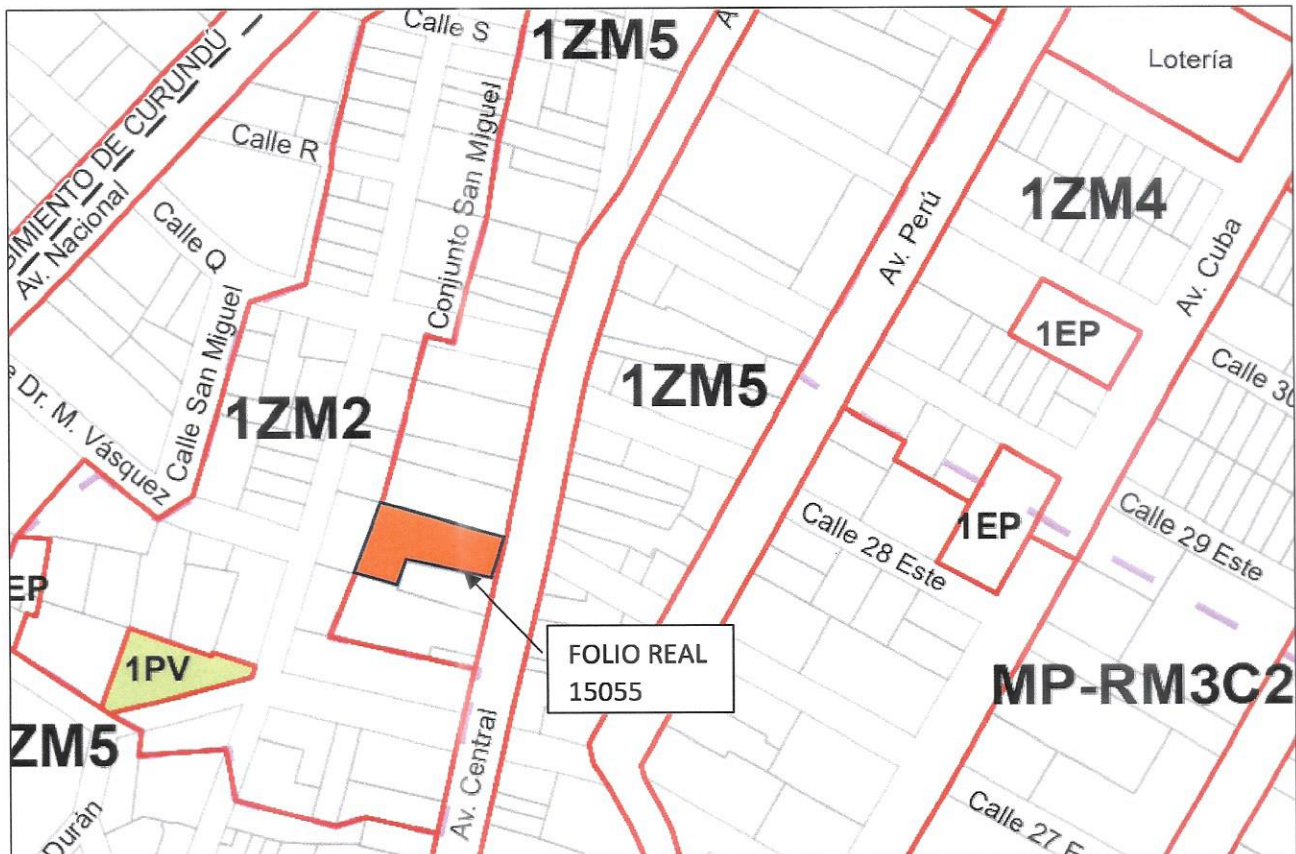 Calle S
1ZM5
A
Lotería
GIMIENTO DE CURUNDÚ
Av. Nacional
Calle R
Conjunto San Miguel
1ZM4
Av. Perú
Av. Cuba
Calle Q
Calle San Miguel
1EP
1ZM5
Calle 30
e Dr. M. Vásquez
1ZM2
Calle 28 Este
1EP
Calle 29 Este
EP
1PV
FOLIO REAL
15055
MP-RM3C2
ZM5
Av. Central
Durán
Calle 27 E